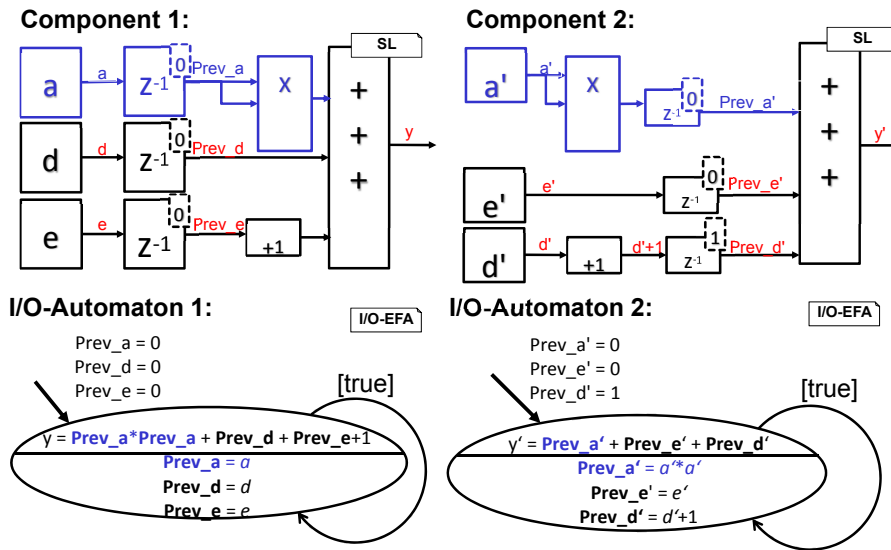 Component 1:
SL
a
a
Z-1
0
Prev_a
X
d
d
Z-1
0
Prev_d
e
e
Z-1
0
Prev_e
+1
+
+
+
y
Component 2:
SL
a'
a'
X
z-1
0
Prev_a'
e'
e'
z-1
0
Prev_e'
d'
d'
+1
d'+1
z-1
1
Prev_d'
+
+
+
y'
I/O-Automaton 1:
I/O-EFA
Prev_a = 0
Prev_d = 0
Prev_e = 0
[true]
y = Prev_a*Prev_a + Prev_d + Prev_e+1
Prev_a = a
Prev_d = d
Prev_e = e
I/O-Automaton 2:
I/O-EFA
Prev_a' = 0
Prev_e' = 0
Prev_d' = 1
[true]
y‘ = Prev_a‘ + Prev_e‘ + Prev_d‘
Prev_a‘ = a‘*a‘
Prev_e' = e‘
Prev_d‘ = d‘+1